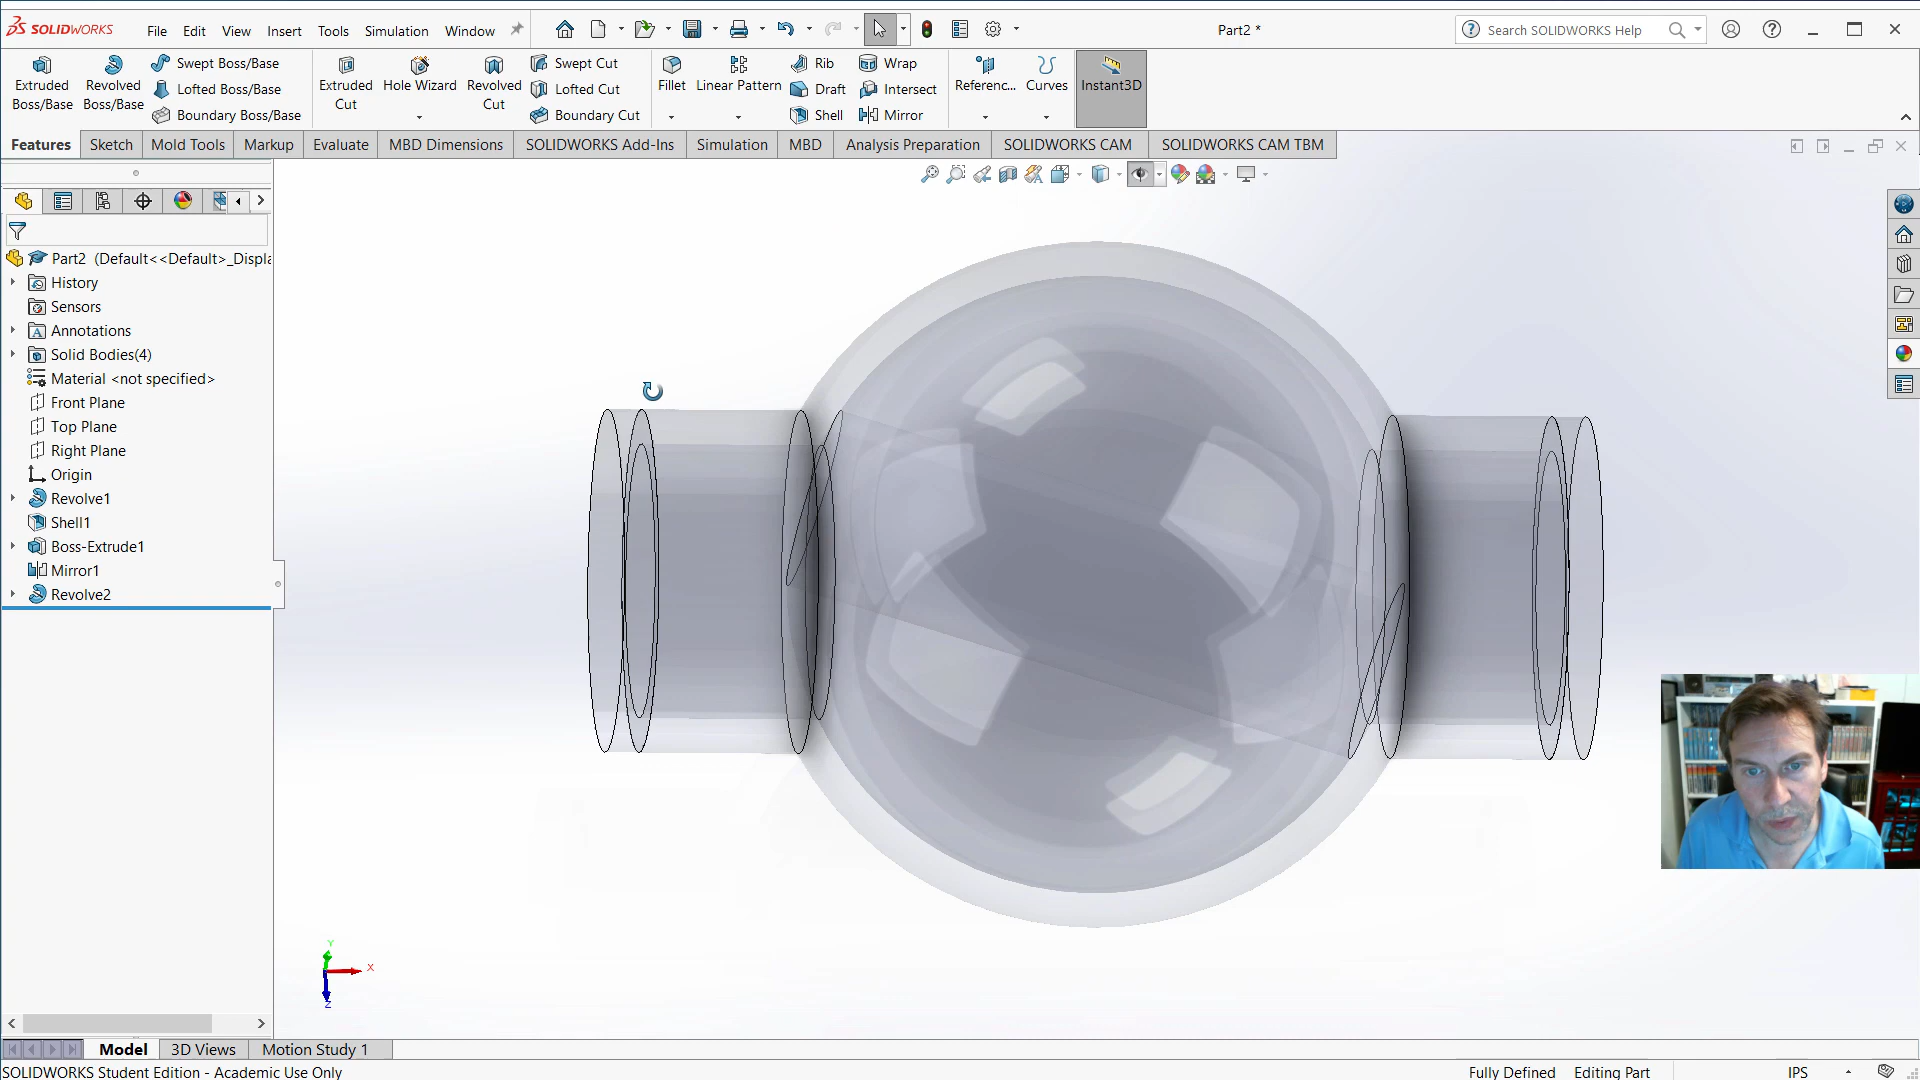 SOLIDWORKS File Edit View Insert Tools Simulation Window Part2 * Search SOLIDWORKS Help
Extruded Boss/Base
Revolved Boss/Base
Swept Boss/Base
Lofted Boss/Base
Boundary Boss/Base
Extruded Cut
Hole Wizard
Revolved Cut
Swept Cut
Lofted Cut
Boundary Cut
Fillet
Linear Pattern
Rib
Draft
Shell
Wrap
Intersect
Mirror
Referenc...
Curves
Instant3D
Features Sketch Mold Tools Markup Evaluate MBD Dimensions SOLIDWORKS Add-Ins Simulation MBD Analysis Preparation SOLIDWORKS CAM SOLIDWORKS CAM TBM
Part2 (Default<<Default>_Displa
History
Sensors
Annotations
Solid Bodies(4)
Material <not specified>
Front Plane
Top Plane
Right Plane
Origin
Revolve1
Shell1
Boss-Extrude1
Mirror1
Revolve2
Y
X
Z
Model 3D Views Motion Study 1
SOLIDWORKS Student Edition - Academic Use Only Fully Defined Editing Part IPS